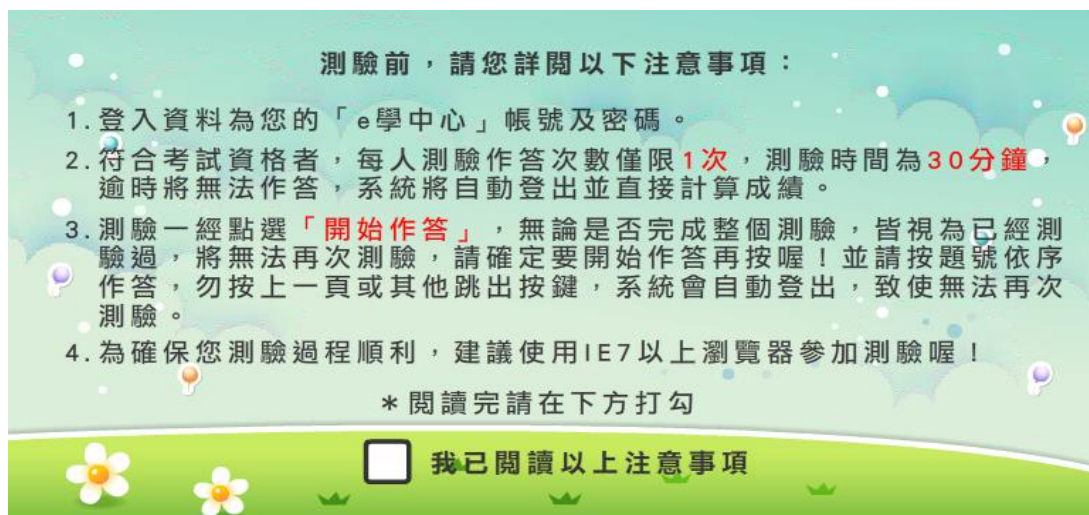 測驗前，請您詳閱以下注意事項：
1.登入資料為您的「e學中心」帳號及密碼。
2.符合考試資格者，每人測驗作答次數僅限1次，測驗時間為30分鐘，
逾時將無法作答，系統將自動登出並直接計算成績。
3.測驗一經點選「開始作答」，無論是否完成整個測驗，皆視為已經測
驗過，將無法再次測驗，請確定要開始作答再按喔！並請按題號依序
作答，勿按上一頁或其他跳出按鍵，系統會自動登出，致使無法再次
測驗。
4.為確保您測驗過程順利，建議使用IE7以上瀏覽器參加測驗喔！
＊閱讀完請在下方打勾
我已閱讀以上注意事項